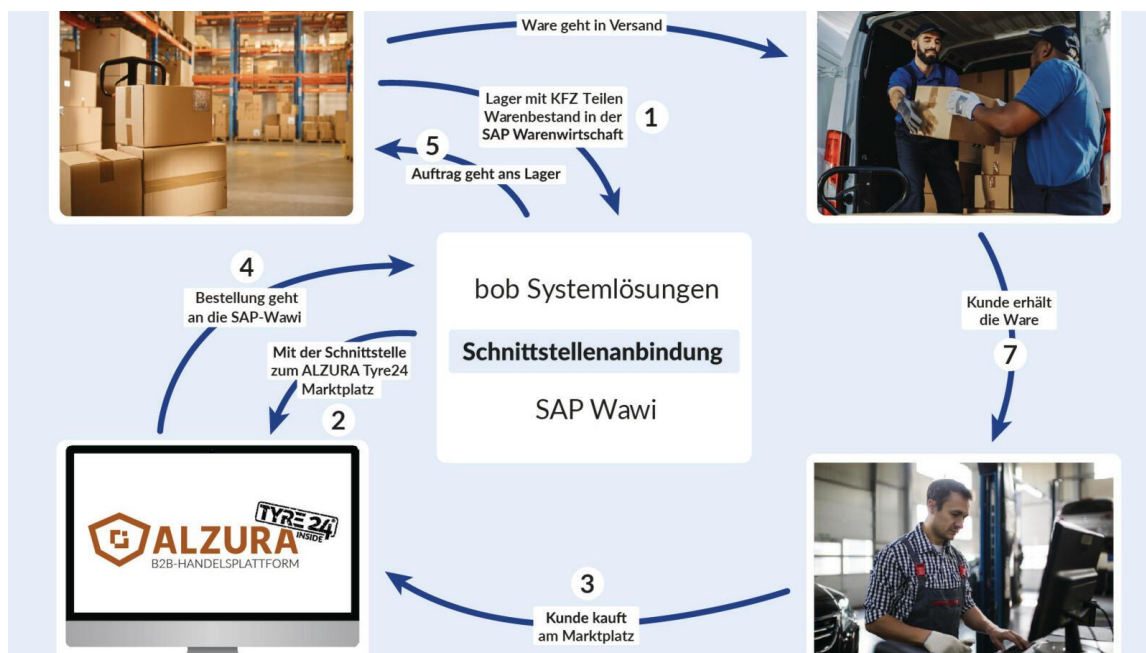 Ware geht in Versand
Lager mit KFZ Teilen
Warenbestand in der
SAP Warenwirtschaft
1
5
Auftrag geht ans Lager
4
Bestellung geht
an die SAP-Wawi
bob Systemlösungen
Schnittstellenanbindung
SAP Wawi
Kunde erhält
die Ware
7
Mit der Schnittstelle
zum ALZURA Tyre24
Marktplatz
2
TYRE 24
INSIDE
ALZURA
B2B-HANDELSPLATTFORM
3
Kunde kauft
am Marktplatz